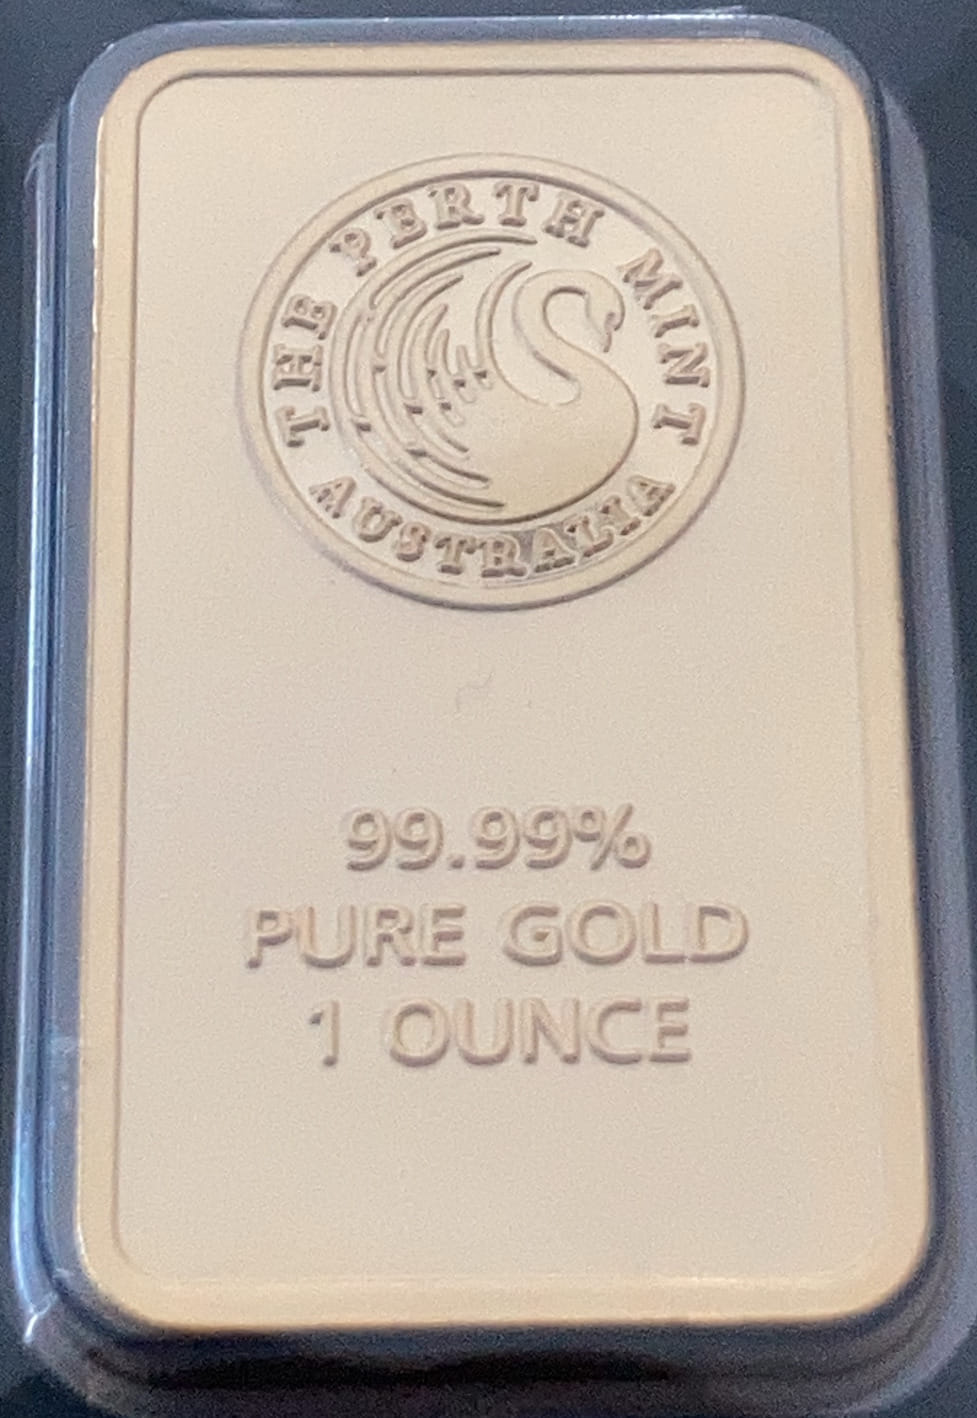 THE PERTH MINT
AUSTRALIA
99.99%
PURE GOLD
1 OUNCE